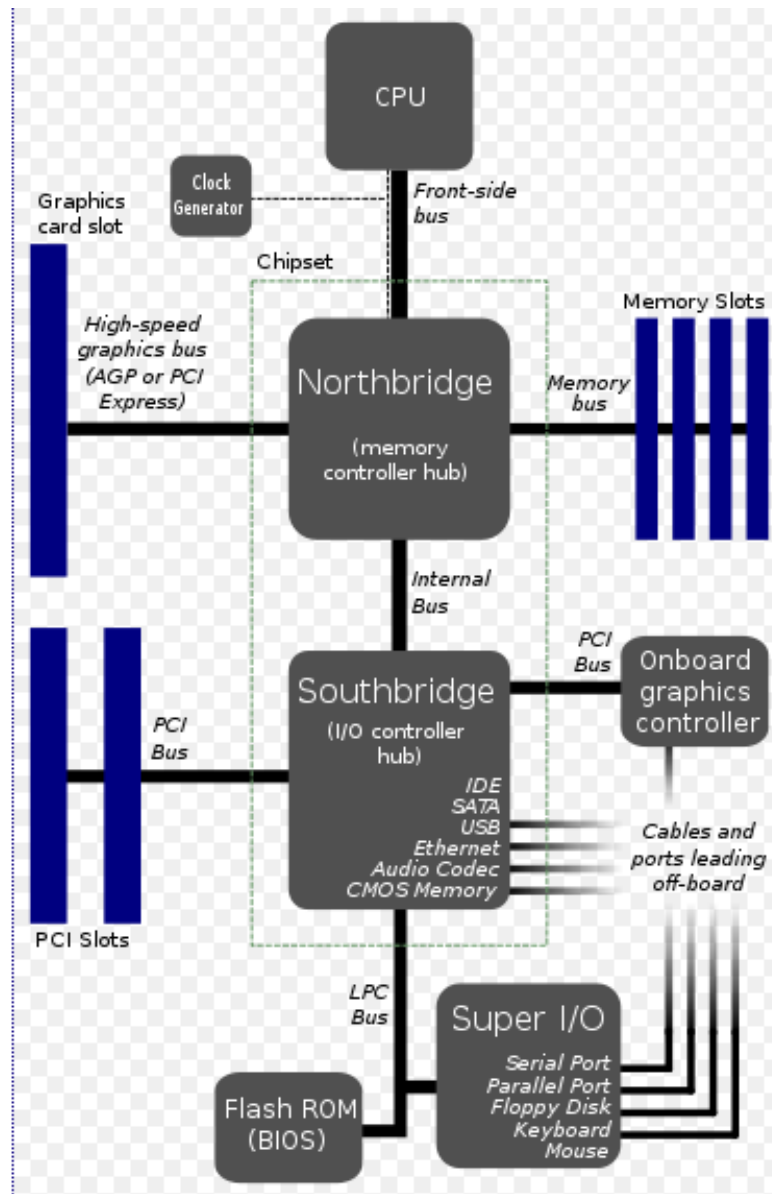 CPU
Clock
Generator
Front-side
bus
Graphics
card slot
Chipset
High-speed
graphics bus
(AGP or PCI
Express)
Northbridge
(memory
controller hub)
Memory Slots
Memory
bus
Internal
Bus
PCI
Bus
Onboard
graphics
controller
Southbridge
(I/O controller
hub)
PCI
Bus
IDE
SATA
USB
Ethernet
Audio Codec
CMOS Memory
Cables and
ports leading
off-board
PCI Slots
LPC
Bus
Super I/O
Serial Port
Parallel Port
Floppy Disk
Keyboard
Mouse
Flash ROM
(BIOS)